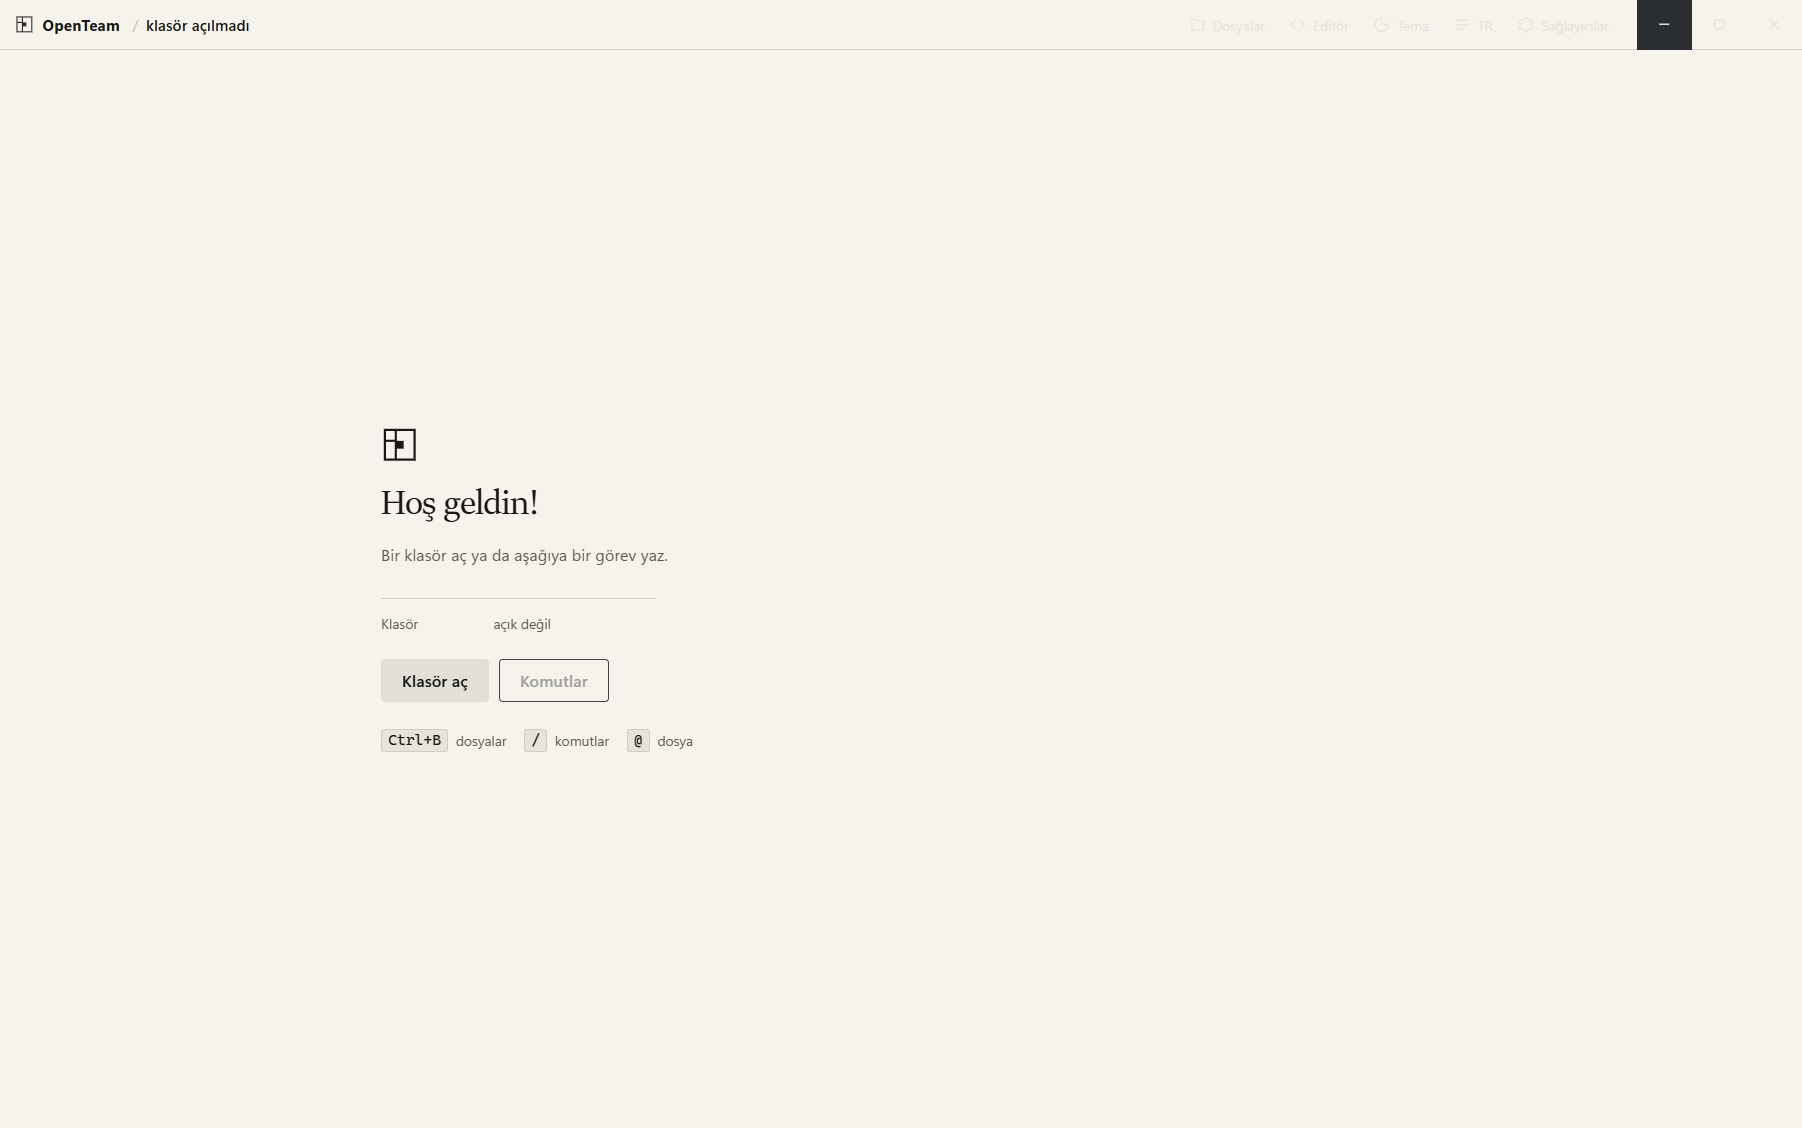 OpenTeam / klasör açılmadı Dosyalar Editör Tema TR Sağlayıcılar
Hoş geldin!
Bir klasör aç ya da aşağıya bir görev yaz.
Klasör açık değil
Klasör aç Komutlar
Ctrl+B dosyalar / komutlar @ dosya